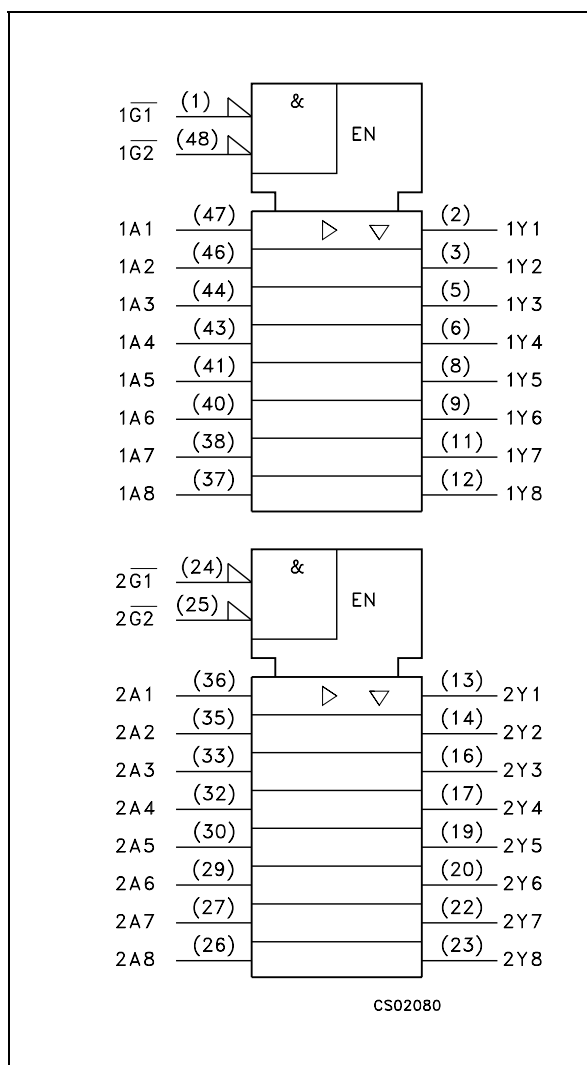 1G1 (1) & EN
1G2 (48)
1A1 (47) (2) 1Y1
1A2 (46) (3) 1Y2
1A3 (44) (5) 1Y3
1A4 (43) (6) 1Y4
1A5 (41) (8) 1Y5
1A6 (40) (9) 1Y6
1A7 (38) (11) 1Y7
1A8 (37) (12) 1Y8
2G1 (24) & EN
2G2 (25)
2A1 (36) (13) 2Y1
2A2 (35) (14) 2Y2
2A3 (33) (16) 2Y3
2A4 (32) (17) 2Y4
2A5 (30) (19) 2Y5
2A6 (29) (20) 2Y6
2A7 (27) (22) 2Y7
2A8 (26) (23) 2Y8
CS02080